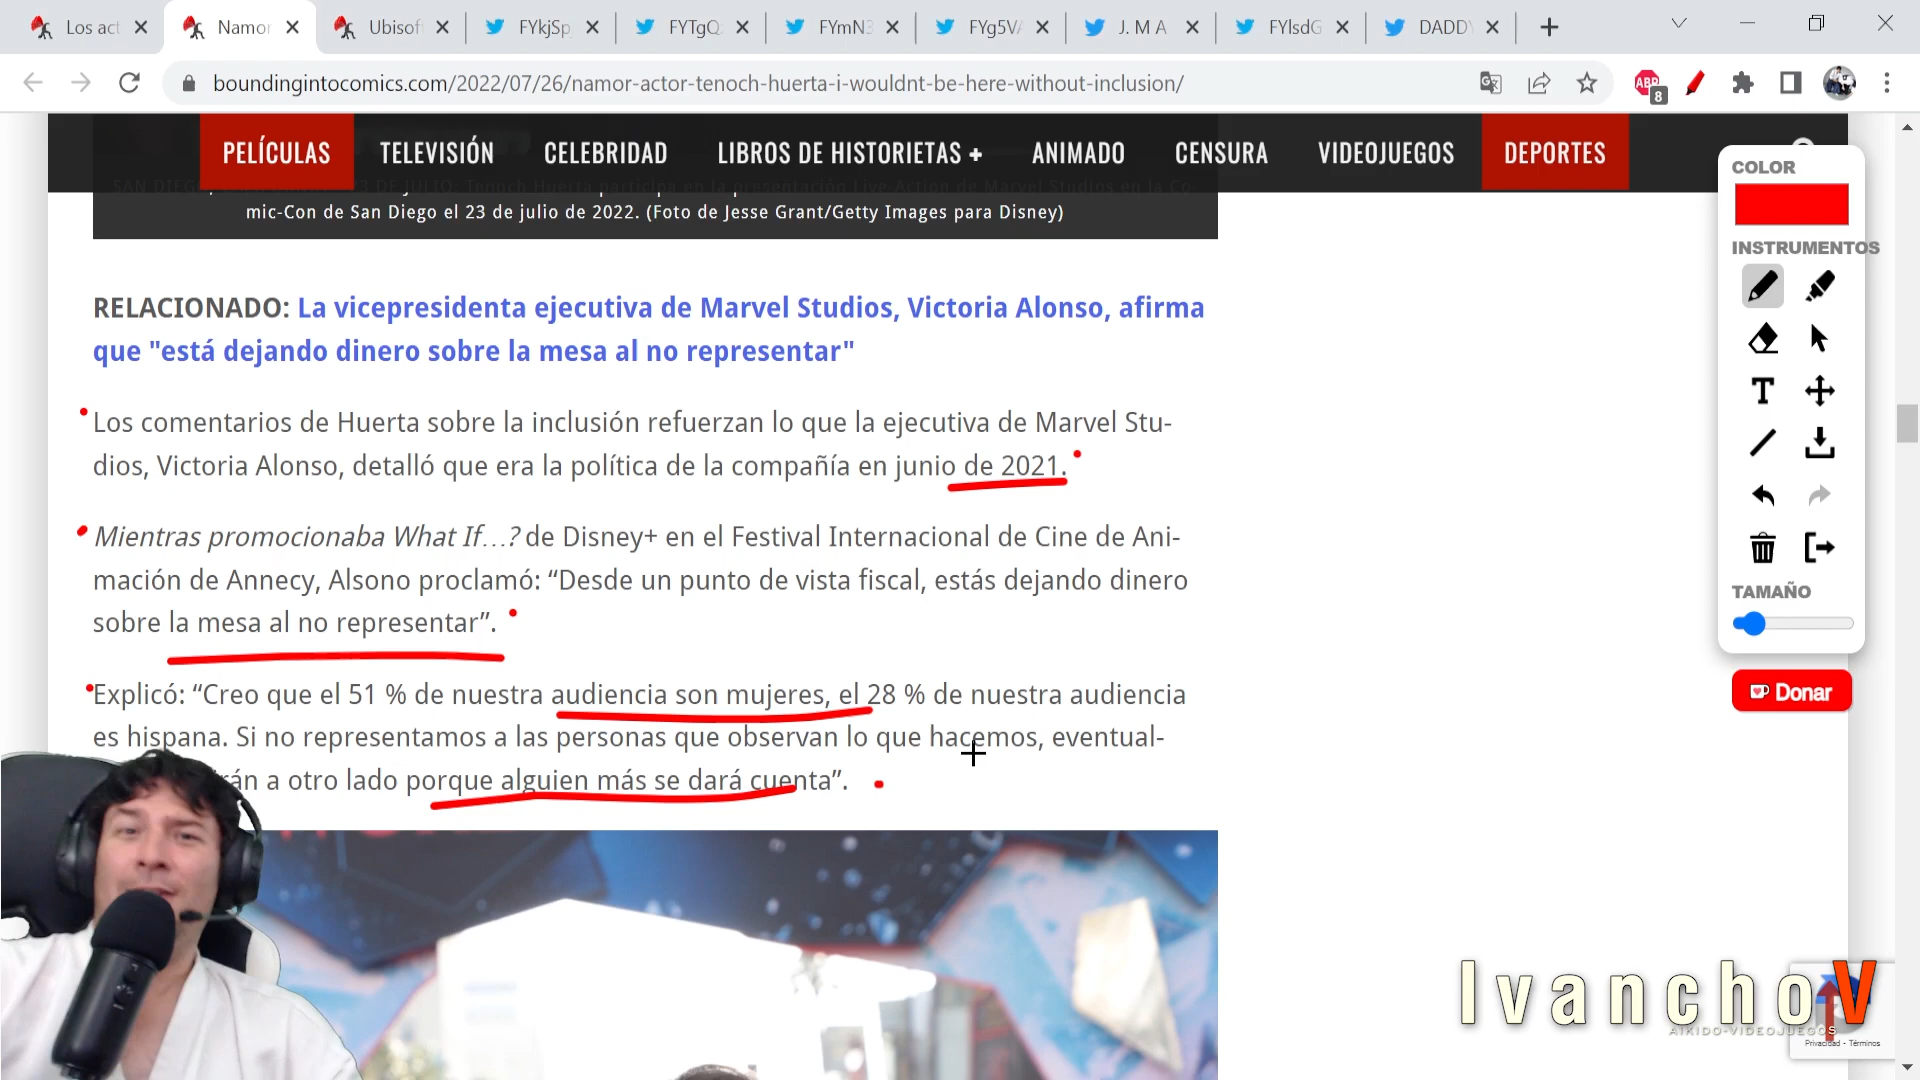 Los act
Namor
Ubisof
FYkjSp
FYTgQ
FYmN3
FYg5V
J. M A
FYlsdG
DADDY
boundingintocomics.com/2022/07/26/namor-actor-tenoch-huerta-i-wouldnt-be-here-without-inclusion/
ABP
8
PELÍCULAS
TELEVISIÓN
CELEBRIDAD
LIBROS DE HISTORIETAS +
ANIMADO
CENSURA
VIDEOJUEGOS
DEPORTES
mic-Con de San Diego el 23 de julio de 2022. (Foto de Jesse Grant/Getty Images para Disney)
RELACIONADO: La vicepresidenta ejecutiva de Marvel Studios, Victoria Alonso, afirma
que "está dejando dinero sobre la mesa al no representar"
Los comentarios de Huerta sobre la inclusión refuerzan lo que la ejecutiva de Marvel Stu-
dios, Victoria Alonso, detalló que era la política de la compañía en junio de 2021.
Mientras promocionaba What If…? de Disney+ en el Festival Internacional de Cine de Ani-
mación de Annecy, Alsono proclamó: “Desde un punto de vista fiscal, estás dejando dinero
sobre la mesa al no representar”.
Explicó: “Creo que el 51 % de nuestra audiencia son mujeres, el 28 % de nuestra audiencia
es hispana. Si no representamos a las personas que observan lo que hacemos, eventual-
a otro lado porque alguien más se dará cuenta”.
COLOR
INSTRUMENTOS
TAMAÑO
Donar
IvanchoV
AIKIDO-VIDEOJUEGOS
Privacidad - Términos